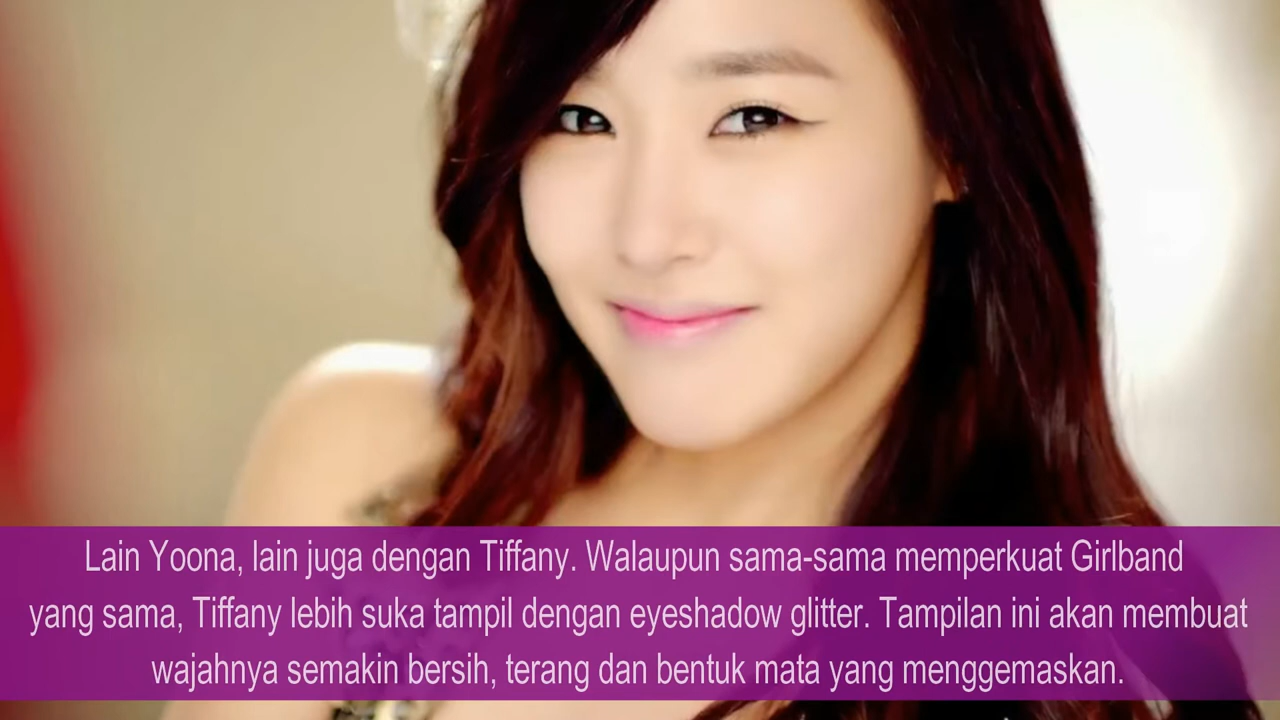 Lain Yoona, lain juga dengan Tiffany. Walaupun sama-sama memperkuat Girlband
yang sama, Tiffany lebih suka tampil dengan eyeshadow glitter. Tampilan ini akan membuat
wajahnya semakin bersih, terang dan bentuk mata yang menggemaskan.